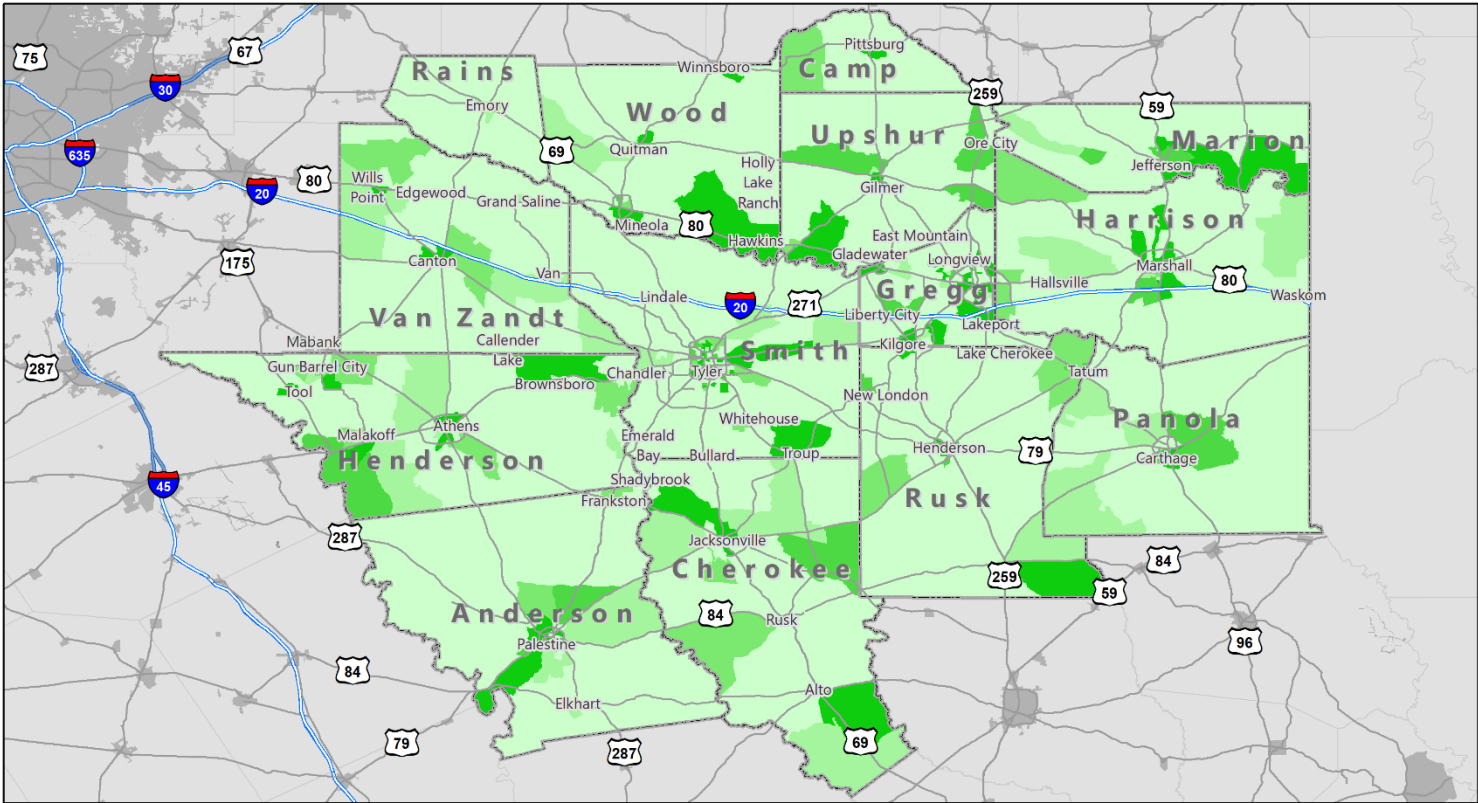 75
67
30
635
80
20
175
287
45
Rains
Emory
Wood
Winnsboro
Quitman
69
Mineola
Holly
Lake
Ranch
80
Hawkins
Pittsburg
Camp
259
Upshur
Ore City
Gilmer
East Mountain
Gladewater
Longview
59
Marion
Jefferson
Harrison
Marshall
Hallsville
80
Waskom
Gregg
Liberty City
Lakeport
Kilgore
Lake Cherokee
Wills
Point
Edgewood
Grand Saline
Canton
Van
Van Zandt
Callender
Lake
Mabank
Gun Barrel City
Tool
Brownsboro
Malakoff
Athens
Henderson
Lindale
20
271
Smith
Chandler
Tyler
Whitehouse
Emerald
Bay
Bullard
Troup
New London
Henderson
79
Rusk
Tatum
Panola
Carthage
Shadybrook
Frankston
Jacksonville
Cherokee
84
Rusk
Alto
69
287
Anderson
Palestine
Elkhart
84
79
287
259
59
84
96